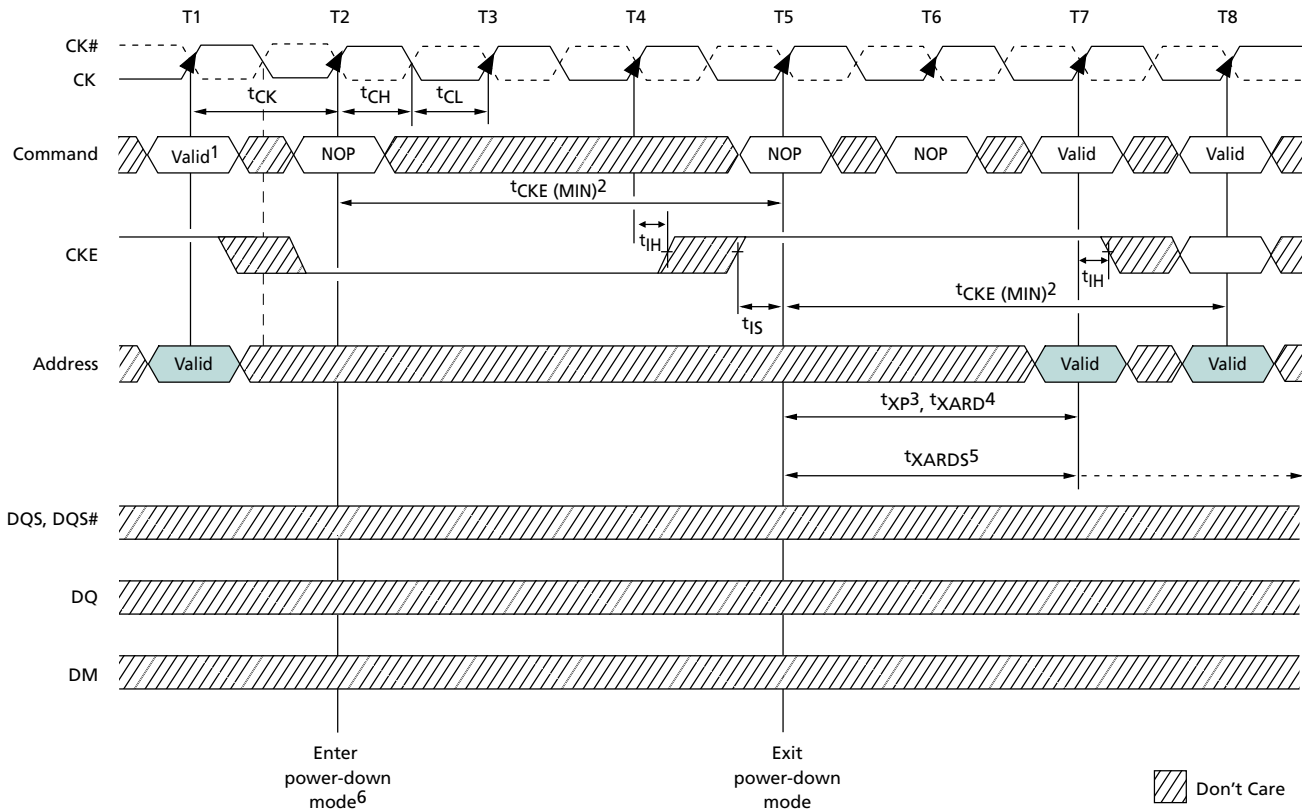 T1 T2 T3 T4 T5 T6 T7 T8
CK#
CK
tCK tCH tCL
Command Valid1 NOP NOP NOP Valid Valid
tCKE (MIN)2
CKE tIH tIH
tCKE (MIN)2
tIS
Address Valid Valid Valid
tXP3, tXARD4
tXARDS5
DQS, DQS#
DQ
DM
Enter
power-down
mode6
Exit
power-down
mode
Don't Care